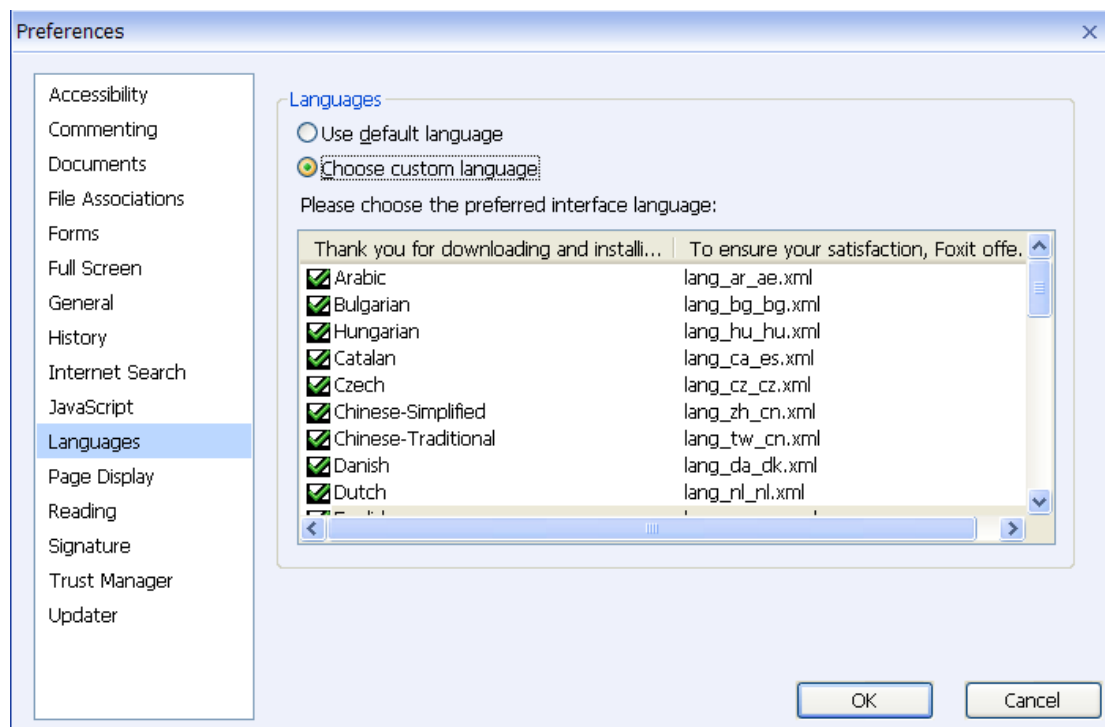 Preferences
Accessibility
Commenting
Documents
File Associations
Forms
Full Screen
General
History
Internet Search
JavaScript
Languages
Page Display
Reading
Signature
Trust Manager
Updater
Languages
Use default language
Choose custom language
Please choose the preferred interface language:
Thank you for downloading and installi... To ensure your satisfaction, Foxit offe.
Arabic lang_ar_ae.xml
Bulgarian lang_bg_bg.xml
Hungarian lang_hu_hu.xml
Catalan lang_ca_es.xml
Czech lang_cz_cz.xml
Chinese-Simplified lang_zh_cn.xml
Chinese-Traditional lang_tw_cn.xml
Danish lang_da_dk.xml
Dutch lang_nl_nl.xml
OK Cancel